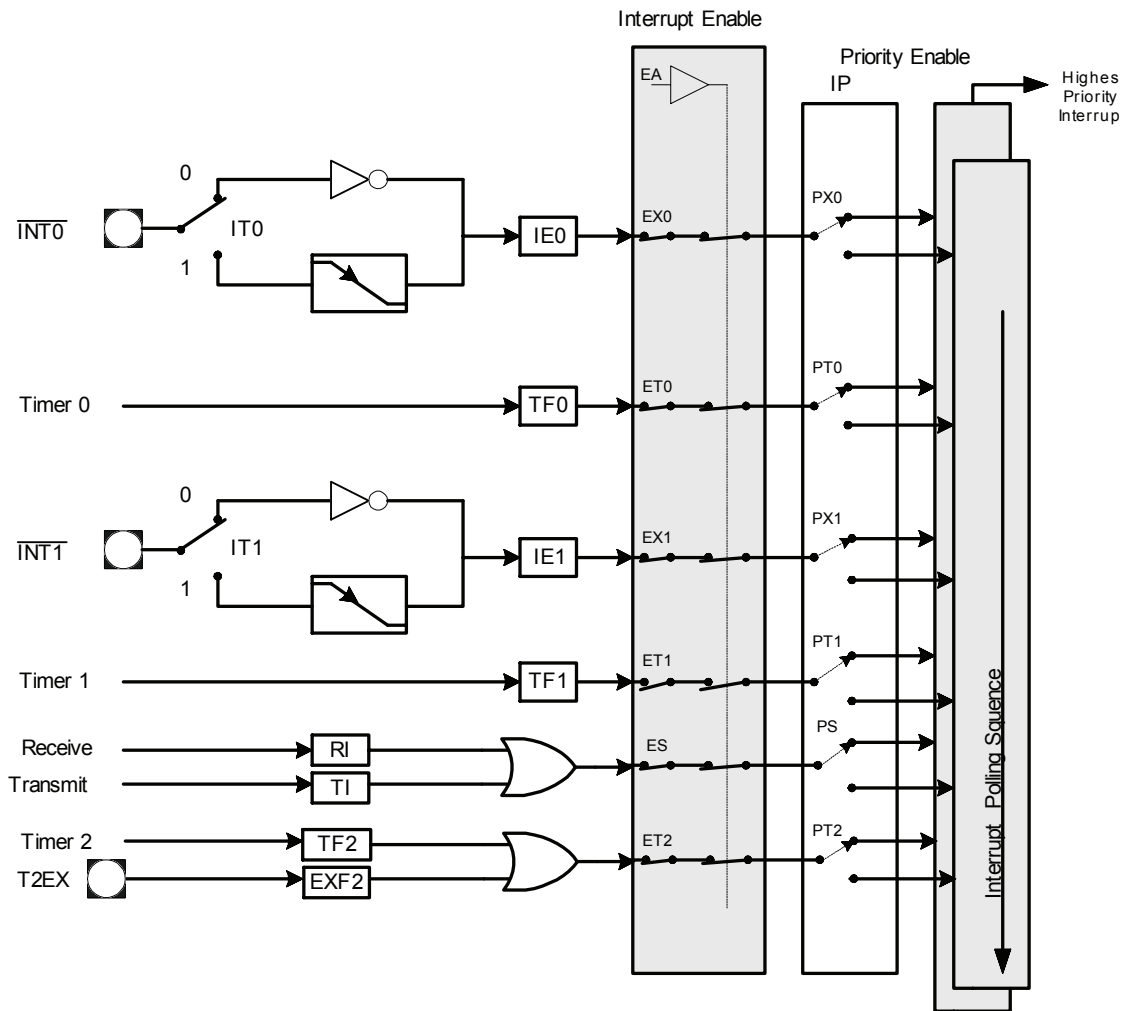 Interrupt Enable
Priority Enable
IP
Highes
Priority
Interrup
EA
0
INT0
IT0
1
IE0
EX0
PX0
Timer 0
TF0
ET0
PT0
0
INT1
IT1
1
IE1
EX1
PX1
Timer 1
TF1
ET1
PT1
Receive
RI
Transmit
TI
ES
PS
Timer 2
TF2
T2EX
EXF2
ET2
PT2
Interrupt Polling Squence